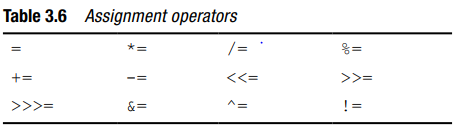 Table 3.6 Assignment operators
= *= /= %=
+= -= <<= >>=
>>>= &= ^= !=